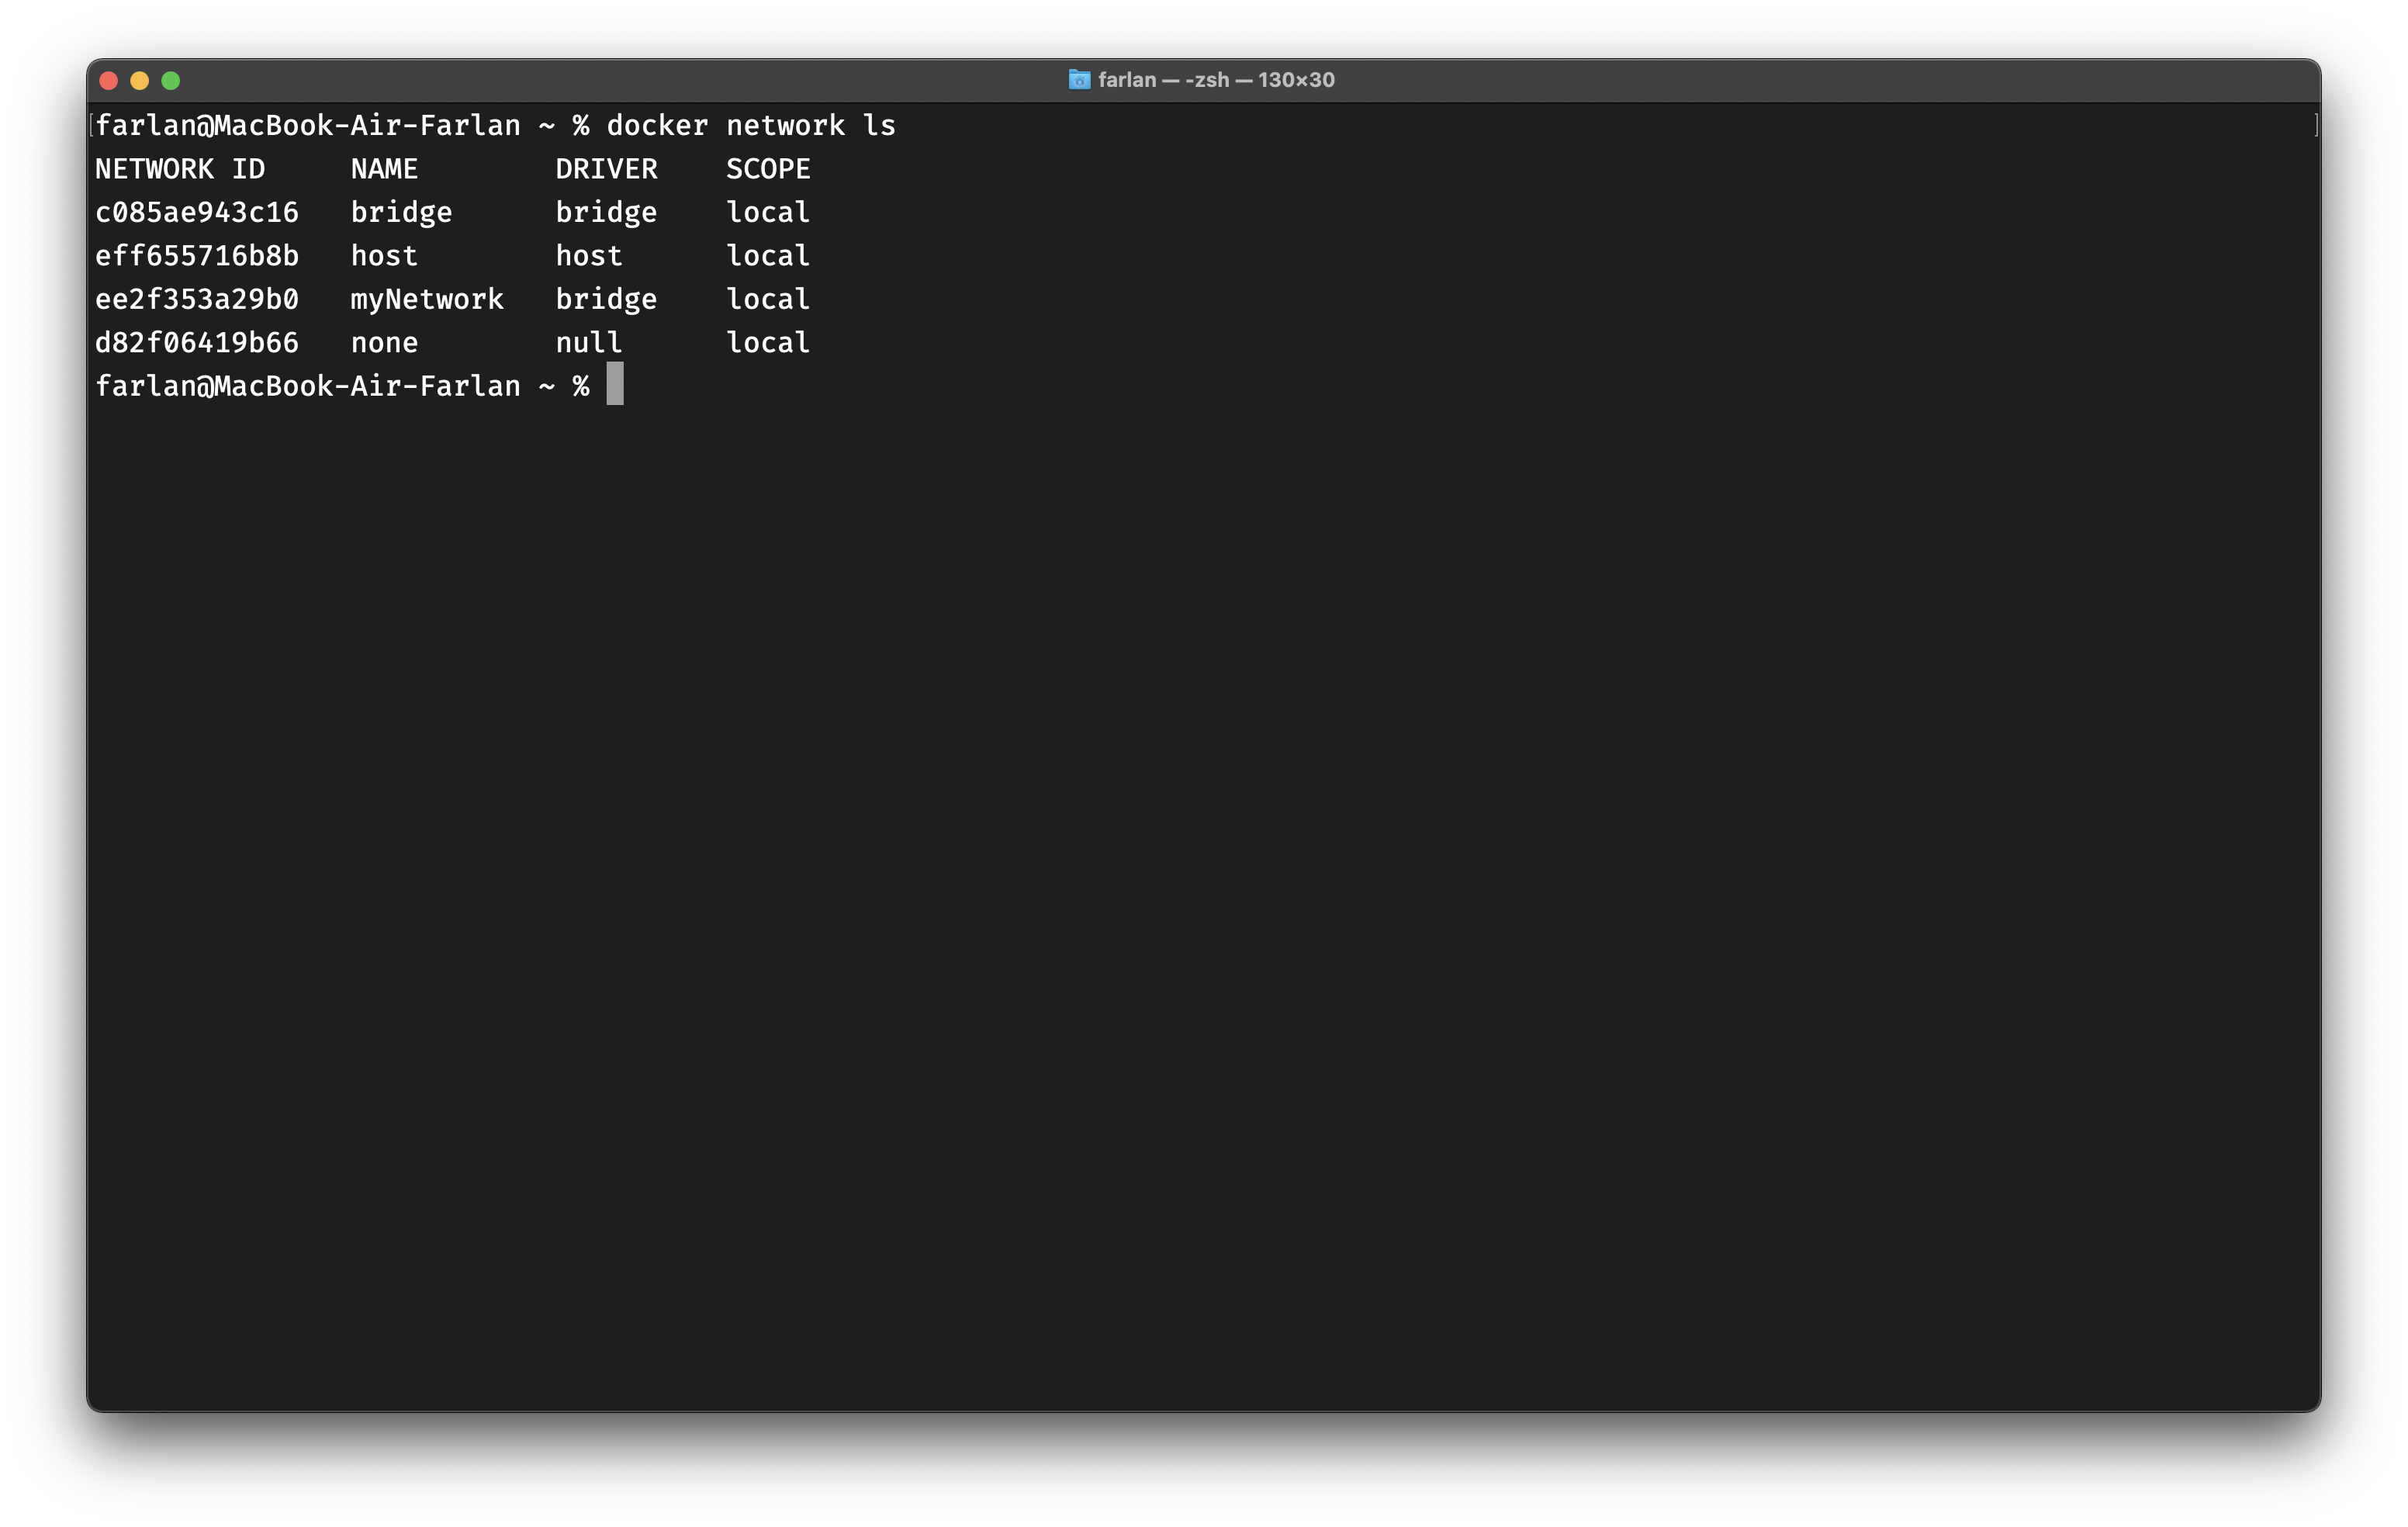 farlan — -zsh — 130×30
farlan@MacBook-Air-Farlan ~ % docker network ls
NETWORK ID     NAME        DRIVER    SCOPE
c085ae943c16   bridge      bridge    local
eff655716b8b   host        host      local
ee2f353a29b0   myNetwork   bridge    local
d82f06419b66   none        null      local
farlan@MacBook-Air-Farlan ~ %